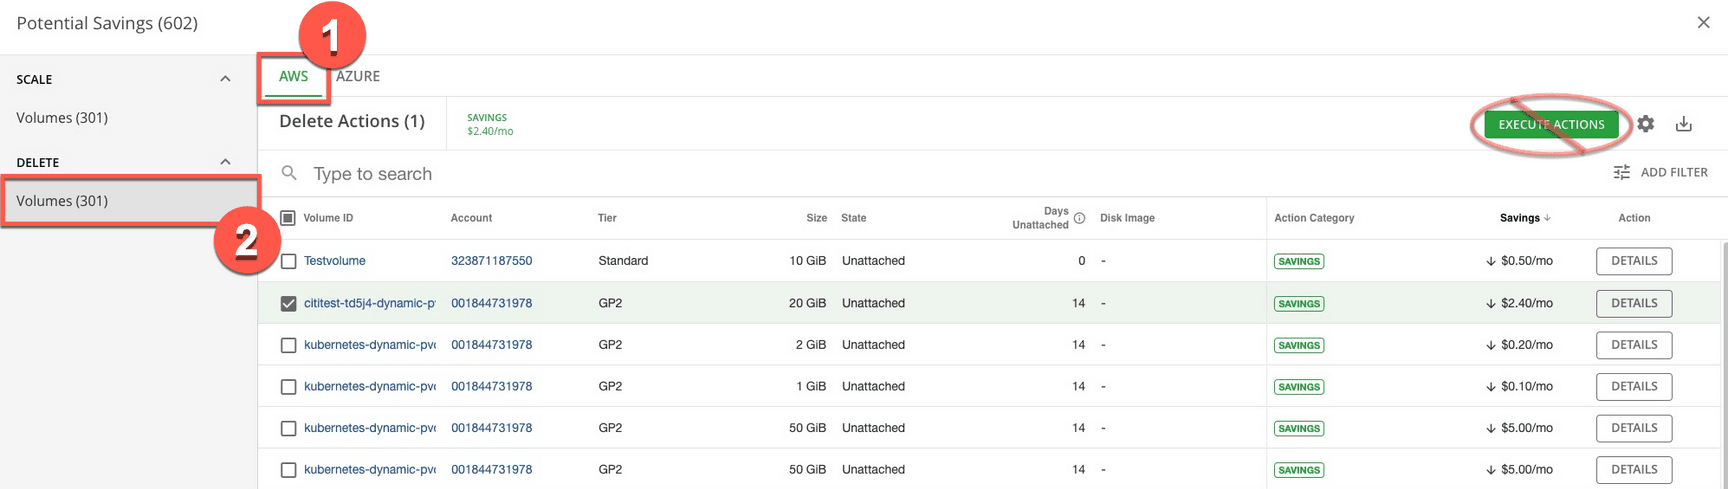 Potential Savings (602)
1
SCALE
Volumes (301)
DELETE
Volumes (301)
2
AWS AZURE
Delete Actions (1)
SAVINGS
$2.40/mo
EXECUTE ACTIONS
Type to search
ADD FILTER
Volume ID Account Tier Size State Days Unattached Disk Image Action Category Savings Action
Testvolume 323871187550 Standard 10 GiB Unattached 0 - SAVINGS $0.50/mo DETAILS
cititest-td5j4-dynamic-p 001844731978 GP2 20 GiB Unattached 14 - SAVINGS $2.40/mo DETAILS
kubernetes-dynamic-pv 001844731978 GP2 2 GiB Unattached 14 - SAVINGS $0.20/mo DETAILS
kubernetes-dynamic-pv 001844731978 GP2 1 GiB Unattached 14 - SAVINGS $0.10/mo DETAILS
kubernetes-dynamic-pv 001844731978 GP2 50 GiB Unattached 14 - SAVINGS $5.00/mo DETAILS
kubernetes-dynamic-pv 001844731978 GP2 50 GiB Unattached 14 - SAVINGS $5.00/mo DETAILS